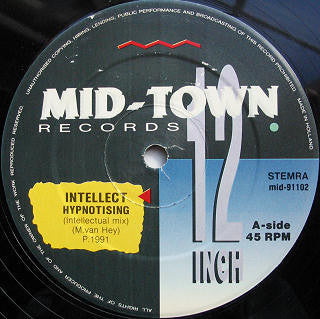 UNAUTHORISED COPYING, HIRING, LENDING, PUBLIC PERFORMANCE AND BROADCASTING OF THIS RECORD PROHIBITED.
MADE IN HOLLAND
MID-TOWN
RECORDS
12
INCH
STEMRA
mid-91102
INTELLECT
HYPNOTISING
(Intellectual mix)
(M.van Hey)
P.1991
A-side
45 RPM
ALL RIGHTS OF THE PRODUCER AND OF THE OWNER OF THE WORK REPRODUCED RESERVED.